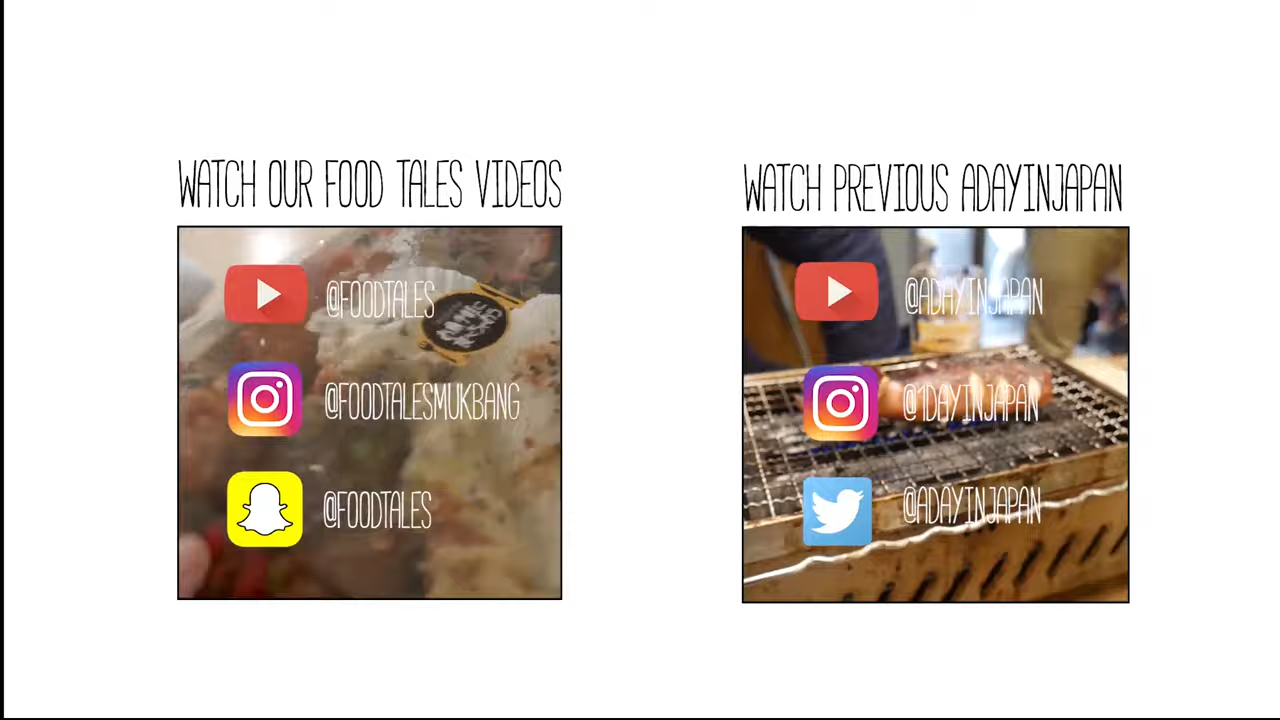 WATCH OUR FOOD TALES VIDEOS
@FOODTALES
@FOODTALESMUKBANG
@FOODTALES
WATCH PREVIOUS ADAYINJAPAN
@ADAYINJAPAN
@1DAYINJAPAN
@ADAYINJAPAN